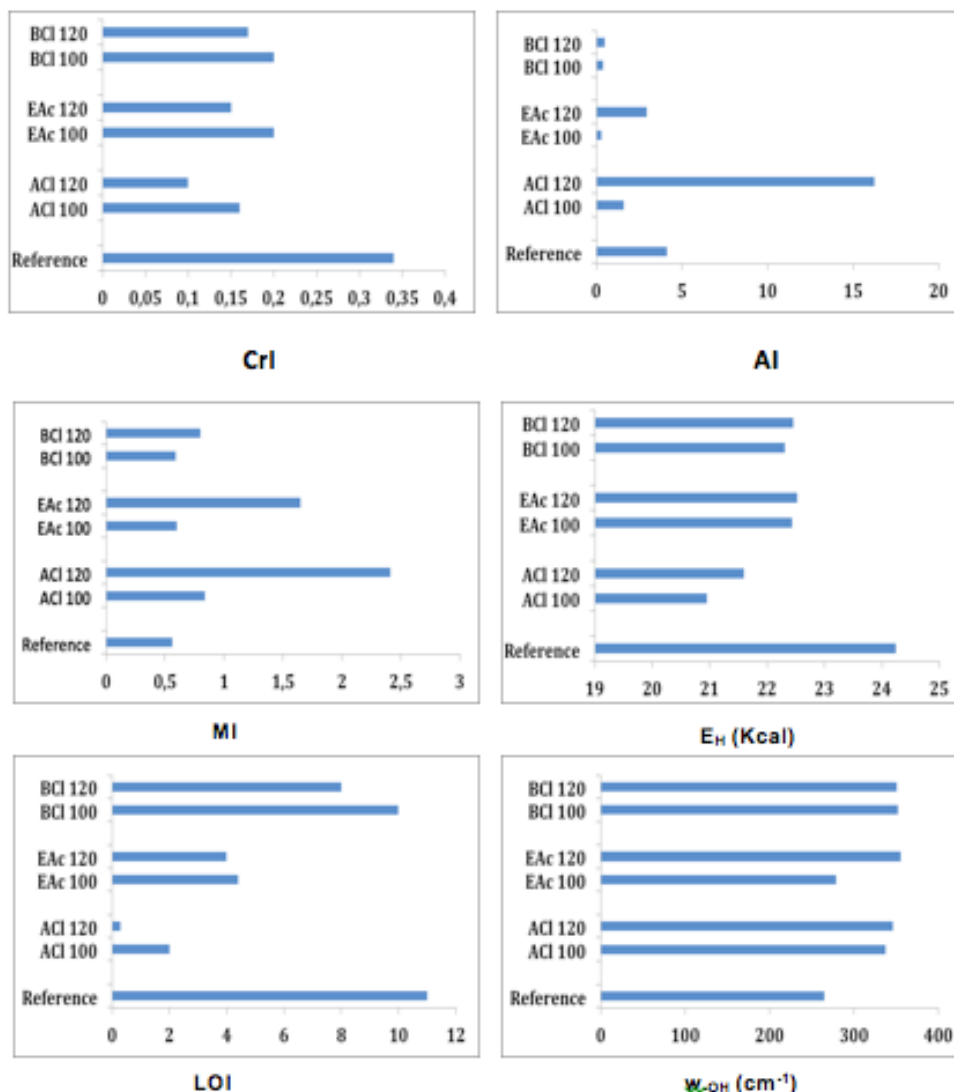 BCl 120
BCl 100
EAc 120
EAc 100
ACl 120
ACl 100
Reference
0 0,05 0,1 0,15 0,2 0,25 0,3 0,35 0,4
CrI
BCl 120
BCl 100
EAc 120
EAc 100
ACl 120
ACl 100
Reference
0 5 10 15 20
AI
BCl 120
BCl 100
EAc 120
EAc 100
ACl 120
ACl 100
Reference
0 0,5 1 1,5 2 2,5 3
MI
BCl 120
BCl 100
EAc 120
EAc 100
ACl 120
ACl 100
Reference
19 20 21 22 23 24 25
E_H (Kcal)
BCl 120
BCl 100
EAc 120
EAc 100
ACl 120
ACl 100
Reference
0 2 4 6 8 10 12
LOI
BCl 120
BCl 100
EAc 120
EAc 100
ACl 120
ACl 100
Reference
0 100 200 300 400
w-OH (cm⁻¹)